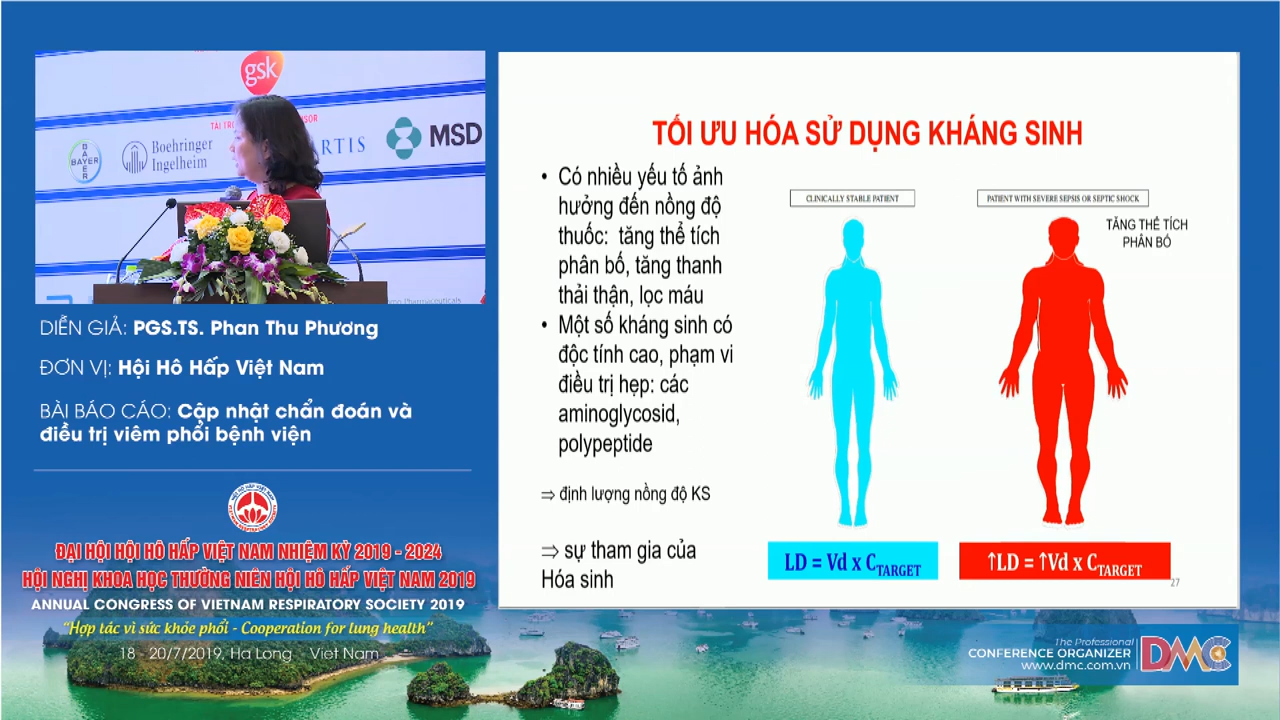 gsk
BAYER
BAYER
Boehringer
Ingelheim
MSD
DIỄN GIẢ: PGS.TS. Phan Thu Phương
ĐƠN VỊ: Hội Hô Hấp Việt Nam
BÀI BÁO CÁO: Cập nhật chẩn đoán và
điều trị viêm phổi bệnh viện
ĐẠI HỘI HỘI HÔ HẤP VIỆT NAM NHIỆM KỲ 2019 - 2024
HỘI NGHỊ KHOA HỌC THƯỜNG NIÊN HỘI HÔ HẤP VIỆT NAM 2019
ANNUAL CONGRESS OF VIETNAM RESPIRATORY SOCIETY 2019
“Hợp tác vì sức khỏe phổi - Cooperation for lung health”
18 - 20/7/2019, Ha Long Viet Nam
TỐI ƯU HÓA SỬ DỤNG KHÁNG SINH
• Có nhiều yếu tố ảnh
hưởng đến nồng độ
thuốc: tăng thể tích
phân bố, tăng thanh
thải thận, lọc máu
• Một số kháng sinh có
độc tính cao, phạm vi
điều trị hẹp: các
aminoglycosid,
polypeptide
⇒ định lượng nồng độ KS
⇒ sự tham gia của
Hóa sinh
CLINICALLY STABLE PATIENT
PATIENT WITH SEVERE SEPSIS OR SEPTIC SHOCK
TĂNG THỂ TÍCH
PHÂN BỐ
LD = Vd x CTARGET
↑LD = ↑Vd x CTARGET
27
The Professional
CONFERENCE ORGANIZER
www.dmc.com.vn
DMC